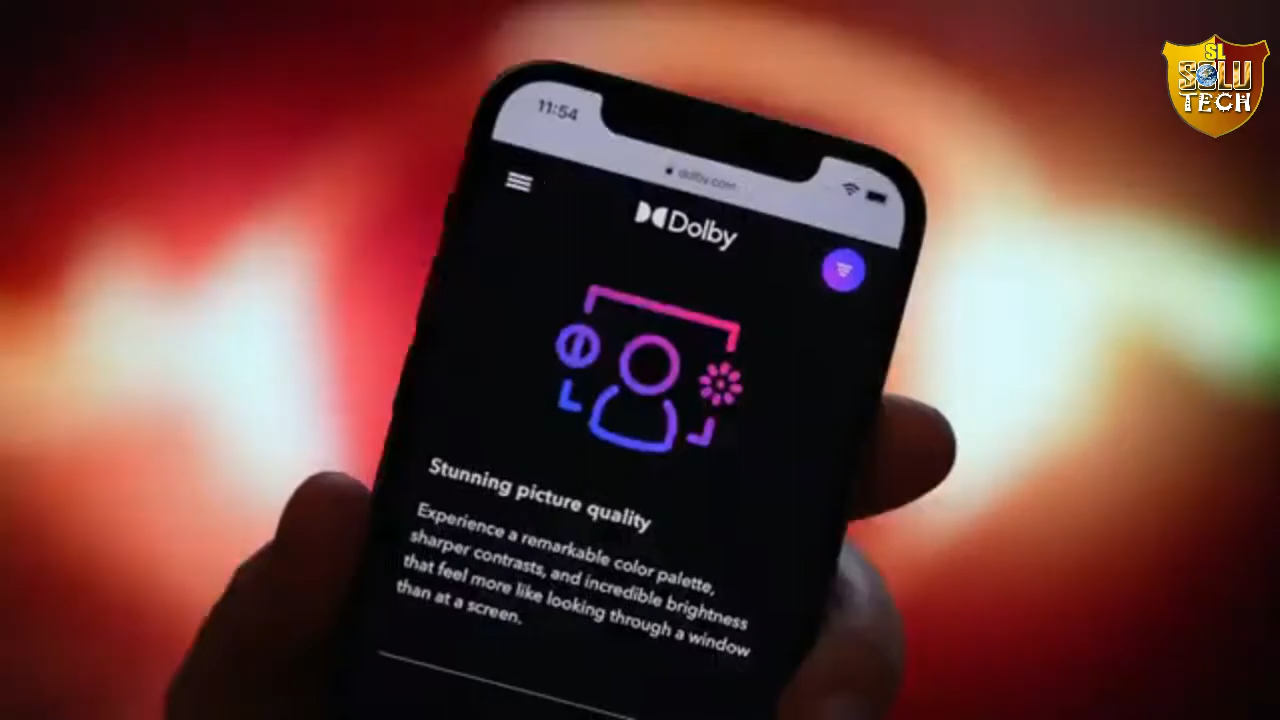 SL
SOLU
TECH
11:54
dolby.com
Dolby
Stunning picture quality
Experience a remarkable color palette,
sharper contrasts, and incredible brightness
that feel more like looking through a window
than at a screen.